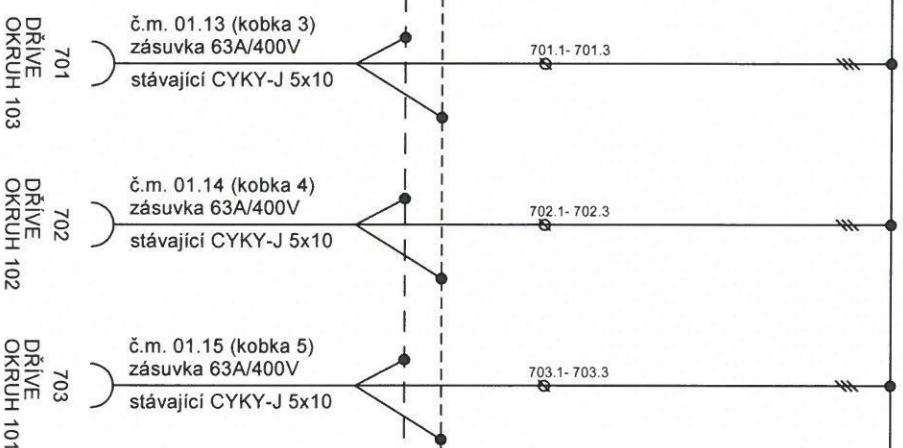 701
DŘÍVE
OKRUH 103
č.m. 01.13 (kobka 3)
zásuvka 63A/400V
stávající CYKY-J 5x10
701.1- 701.3
702
DŘÍVE
OKRUH 102
č.m. 01.14 (kobka 4)
zásuvka 63A/400V
stávající CYKY-J 5x10
702.1- 702.3
703
DŘÍVE
OKRUH 101
č.m. 01.15 (kobka 5)
zásuvka 63A/400V
stávající CYKY-J 5x10
703.1- 703.3